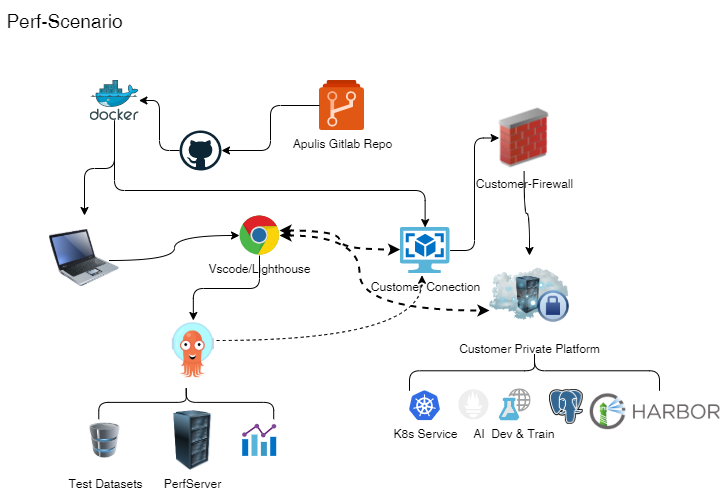 Perf-Scenario
docker
Apulis Gitlab Repo
Customer-Firewall
Vscode/Lighthouse
Customer Conection
Customer Private Platform
K8s Service
AI
Dev & Train
HARBOR
Test Datasets
PerfServer